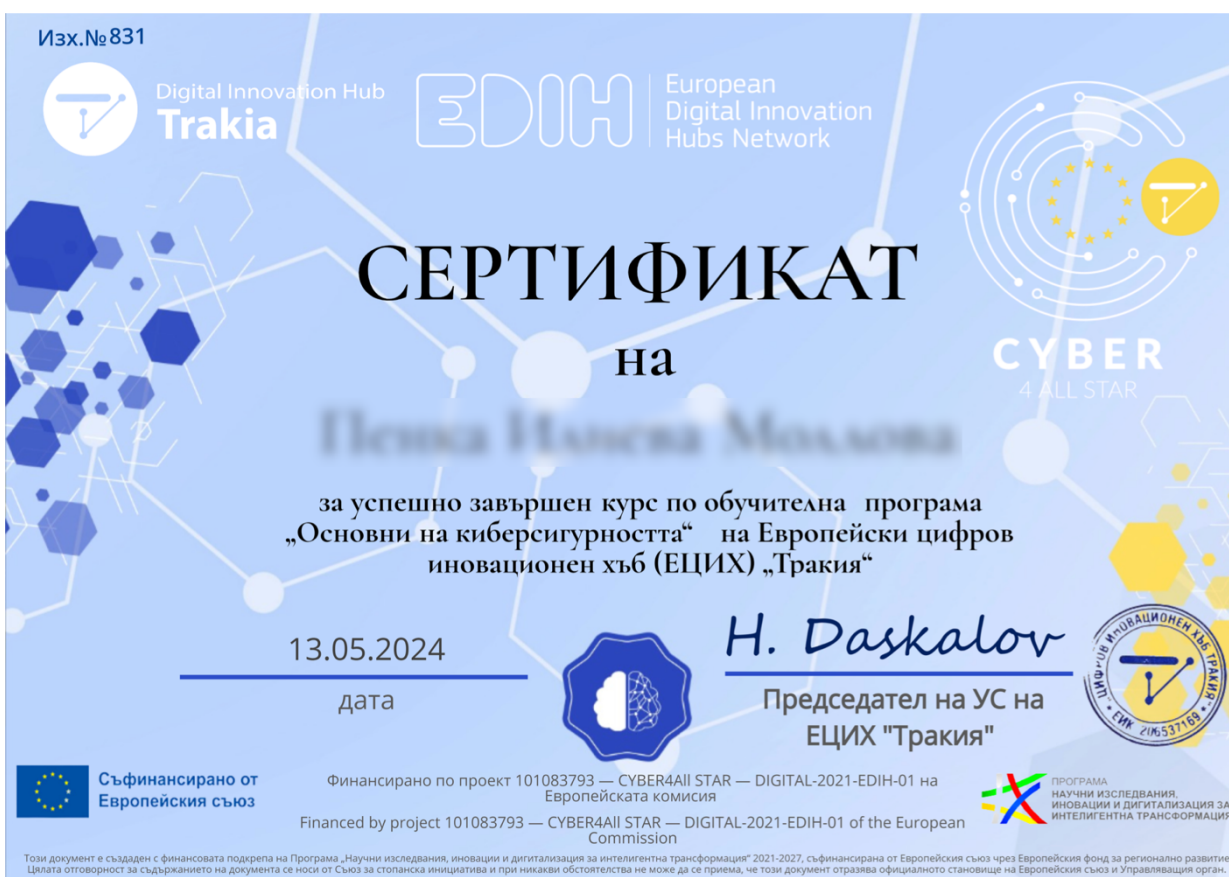 Изх.№831
Digital Innovation Hub
Trakia
EDIH
European
Digital Innovation
Hubs Network
CYBER
4 ALL STAR
СЕРТИФИКАТ
на
за успешно завършен курс по обучителна програма
„Основни на киберсигурността“ на Европейски цифров
иновационен хъб (ЕЦИХ) „Тракия“
13.05.2024
дата
H. Daskalov
Председател на УС на
ЕЦИХ "Тракия"
ЦИФРОВ ИНОВАЦИОНЕН ХЪБ ТРАКИЯ
ЕИК 206537169
Съфинансирано от
Европейския съюз
Финансирано по проект 101083793 — CYBER4All STAR — DIGITAL-2021-EDIH-01 на
Европейската комисия
Financed by project 101083793 — CYBER4All STAR — DIGITAL-2021-EDIH-01 of the European
Commission
ПРОГРАМА
НАУЧНИ ИЗСЛЕДВАНИЯ,
ИНОВАЦИИ И ДИГИТАЛИЗАЦИЯ ЗА
ИНТЕЛИГЕНТНА ТРАНСФОРМАЦИЯ
Този документ е създаден с финансовата подкрепа на Програма „Научни изследвания, иновации и дигитализация за интелигентна трансформация“ 2021-2027, съфинансирана от Европейския съюз чрез Европейския фонд за регионално развитие
Цялата отговорност за съдържанието на документа се носи от Съюз за стопанска инициатива и при никакви обстоятелства не може да се приема, че този документ отразява официалното становище на Европейския съюз и Управляващия орган